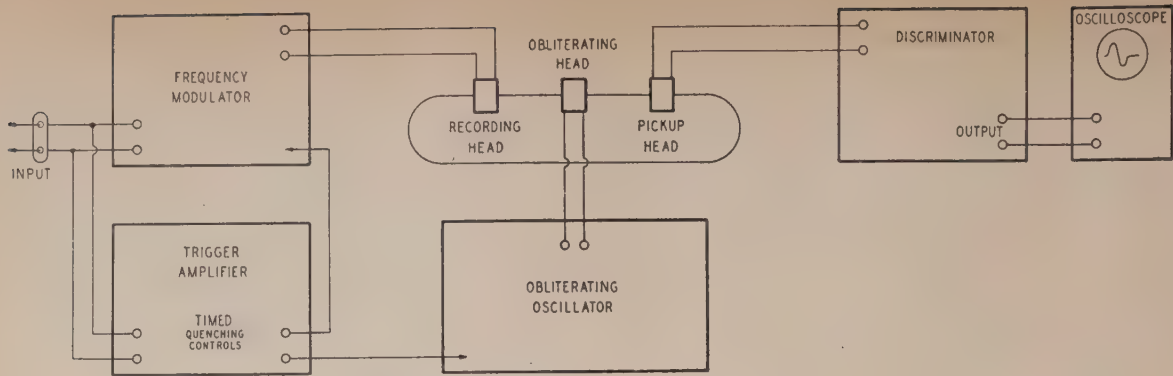 FREQUENCY
MODULATOR
INPUT
RECORDING
HEAD
OBLITERATING
HEAD
PICKUP
HEAD
DISCRIMINATOR
OUTPUT
OSCILLOSCOPE
TRIGGER
AMPLIFIER
TIMED
QUENCHING
CONTROLS
OBLITERATING
OSCILLATOR